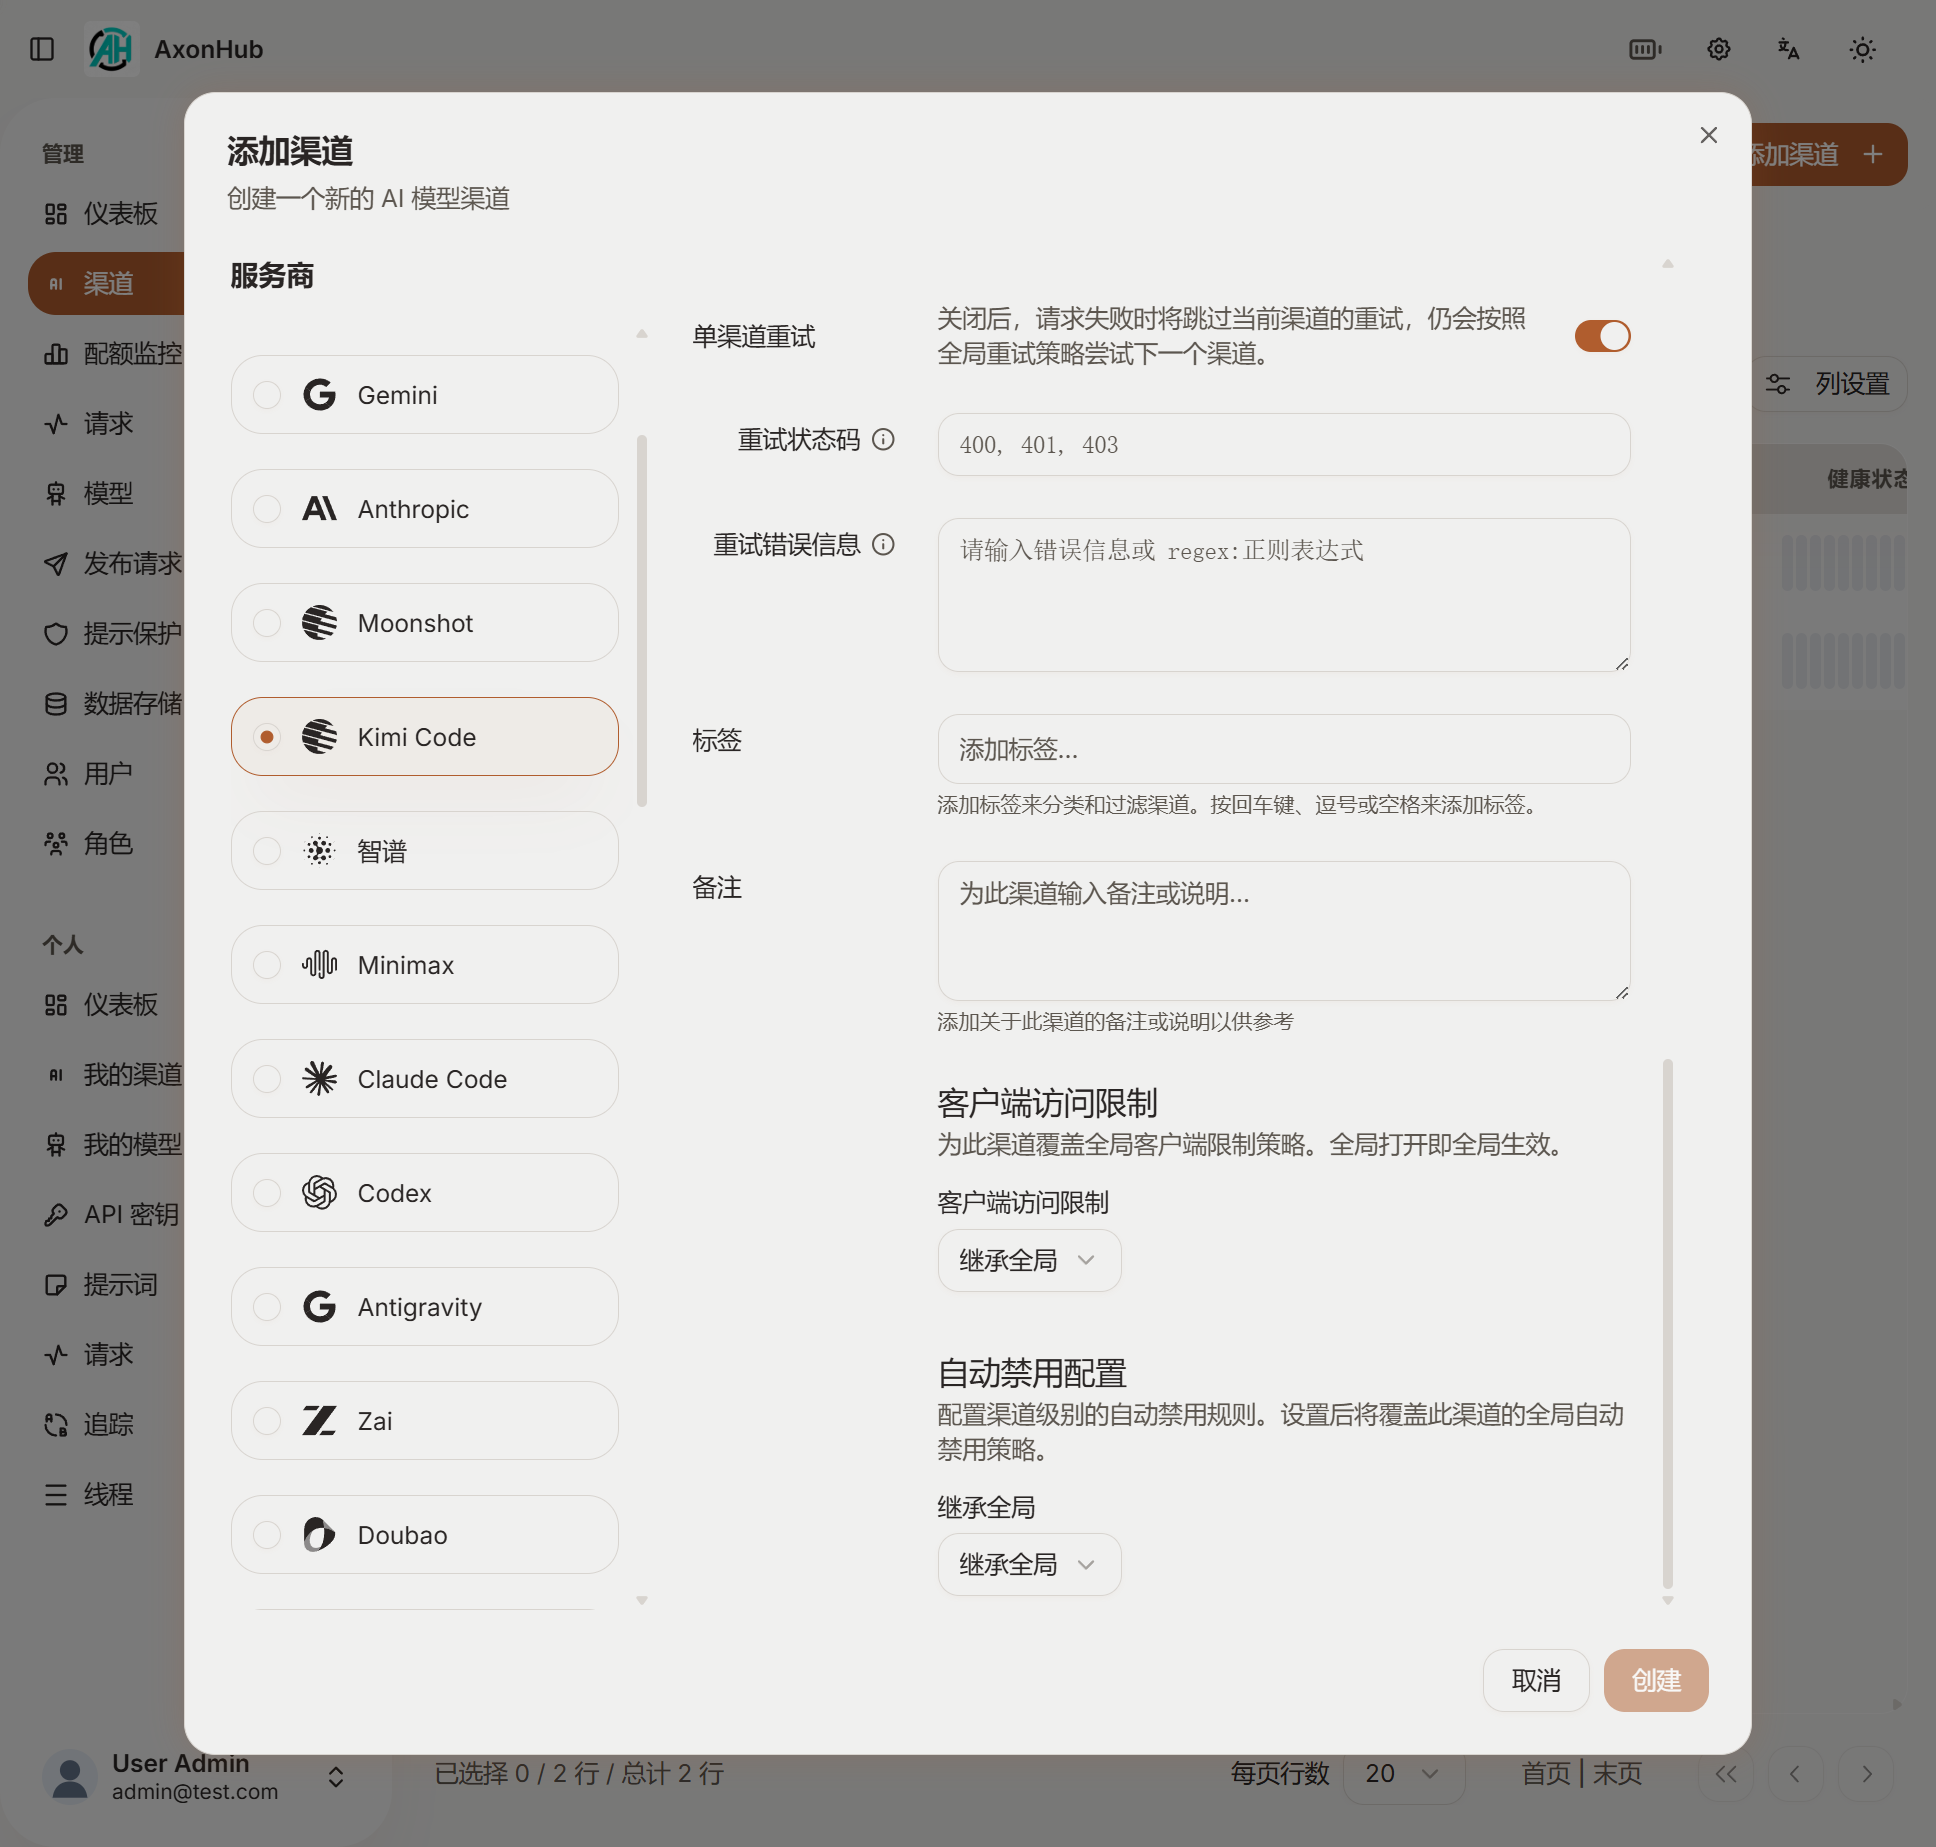 AxonHub
管理
仪表板
渠道
配额监控
请求
模型
发布请求
提示保护
数据存储
用户
角色
个人
仪表板
我的渠道
我的模型
API 密钥
提示词
请求
追踪
线程
User Admin
admin@test.com
添加渠道
列设置
健康状态
添加渠道
创建一个新的 AI 模型渠道
服务商
Gemini
Anthropic
Moonshot
Kimi Code
智谱
Minimax
Claude Code
Codex
Antigravity
Zai
Doubao
单渠道重试
关闭后，请求失败时将跳过当前渠道的重试，仍会按照
全局重试策略尝试下一个渠道。
重试状态码
400, 401, 403
重试错误信息
请输入错误信息或 regex:正则表达式
标签
添加标签...
添加标签来分类和过滤渠道。按回车键、逗号或空格来添加标签。
备注
为此渠道输入备注或说明...
添加关于此渠道的备注或说明以供参考
客户端访问限制
为此渠道覆盖全局客户端限制策略。全局打开即全局生效。
客户端访问限制
继承全局
自动禁用配置
配置渠道级别的自动禁用规则。设置后将覆盖此渠道的全局自动
禁用策略。
继承全局
继承全局
取消
创建
已选择 0 / 2 行 / 总计 2 行
每页行数
20
首页 | 末页